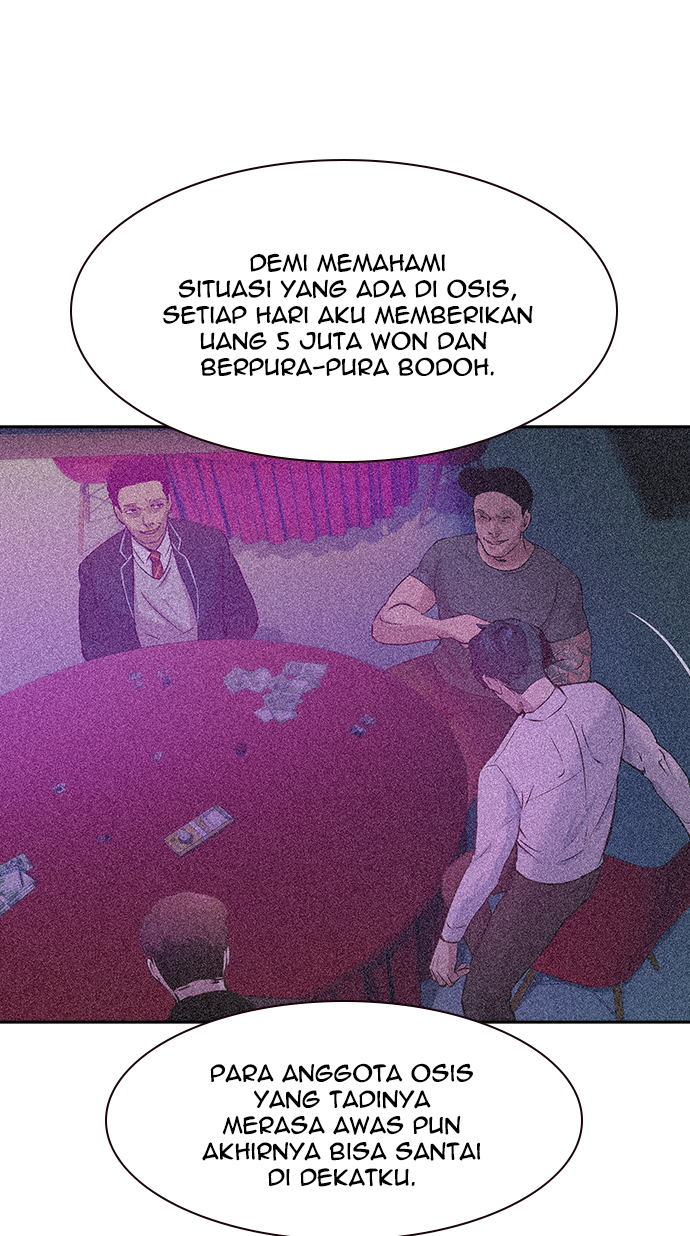 DEMI MEMAHAMI
SITUASI YANG ADA DI OSIS,
SETIAP HARI AKU MEMBERIKAN
UANG 5 JUTA WON DAN
BERPURA-PURA BODOH.
PARA ANGGOTA OSIS
YANG TADINYA
MERASA AWAS PUN
AKHIRNYA BISA SANTAI
DI DEKATKU.